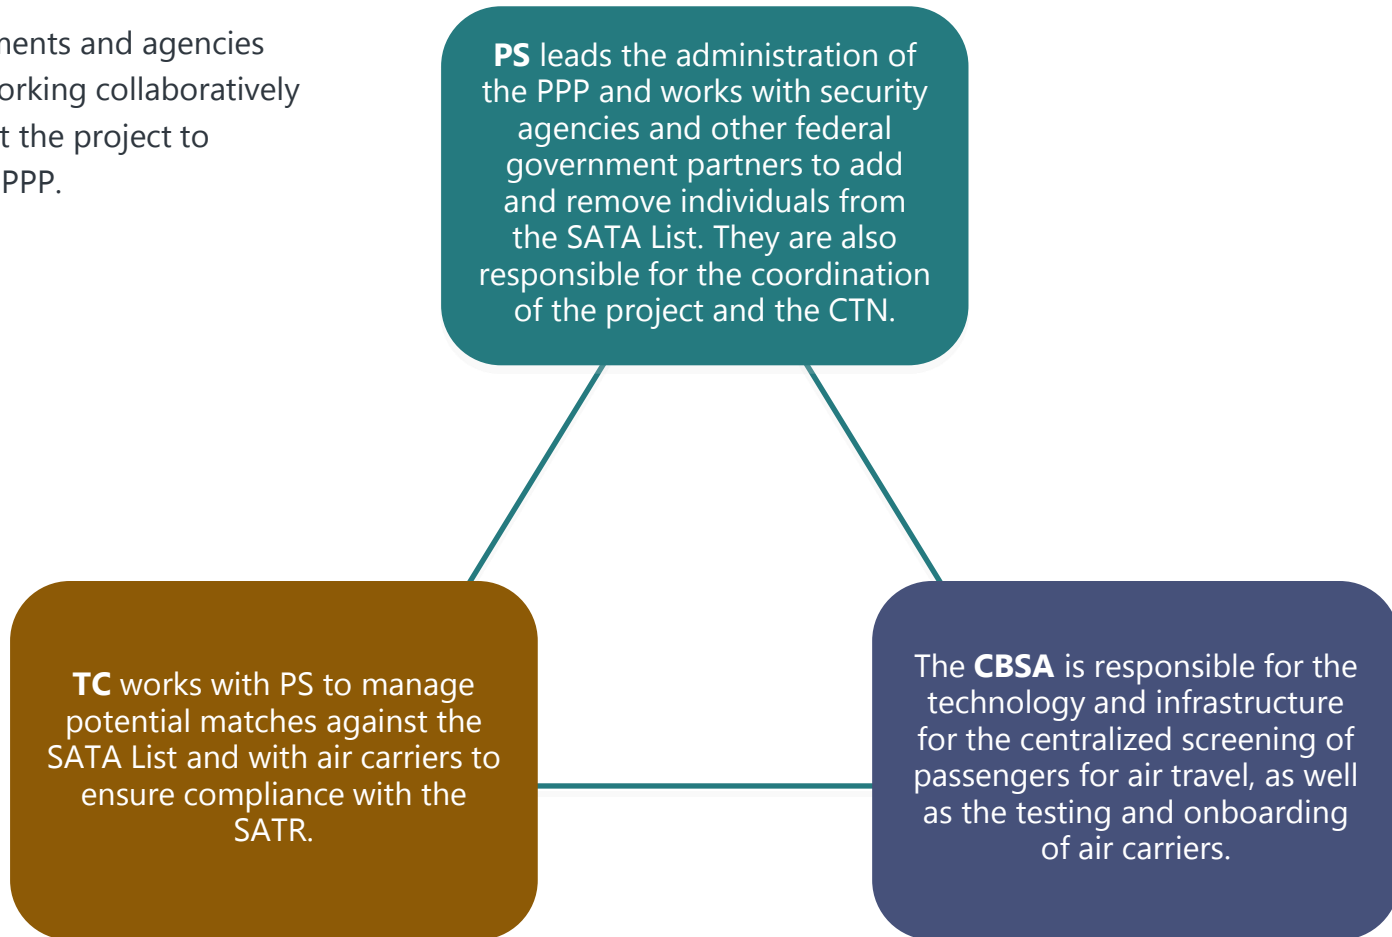 and agencies
collaboratively
the project to
PPP.
PS leads the administration of
the PPP and works with security
agencies and other federal
government partners to add
and remove individuals from
the SATA List. They are also
responsible for the coordination
of the project and the CTN.
TC works with PS to manage
potential matches against the
SATA List and with air carriers to
ensure compliance with the
SATR.
The CBSA is responsible for the
technology and infrastructure
for the centralized screening of
passengers for air travel, as well
as the testing and onboarding
of air carriers.